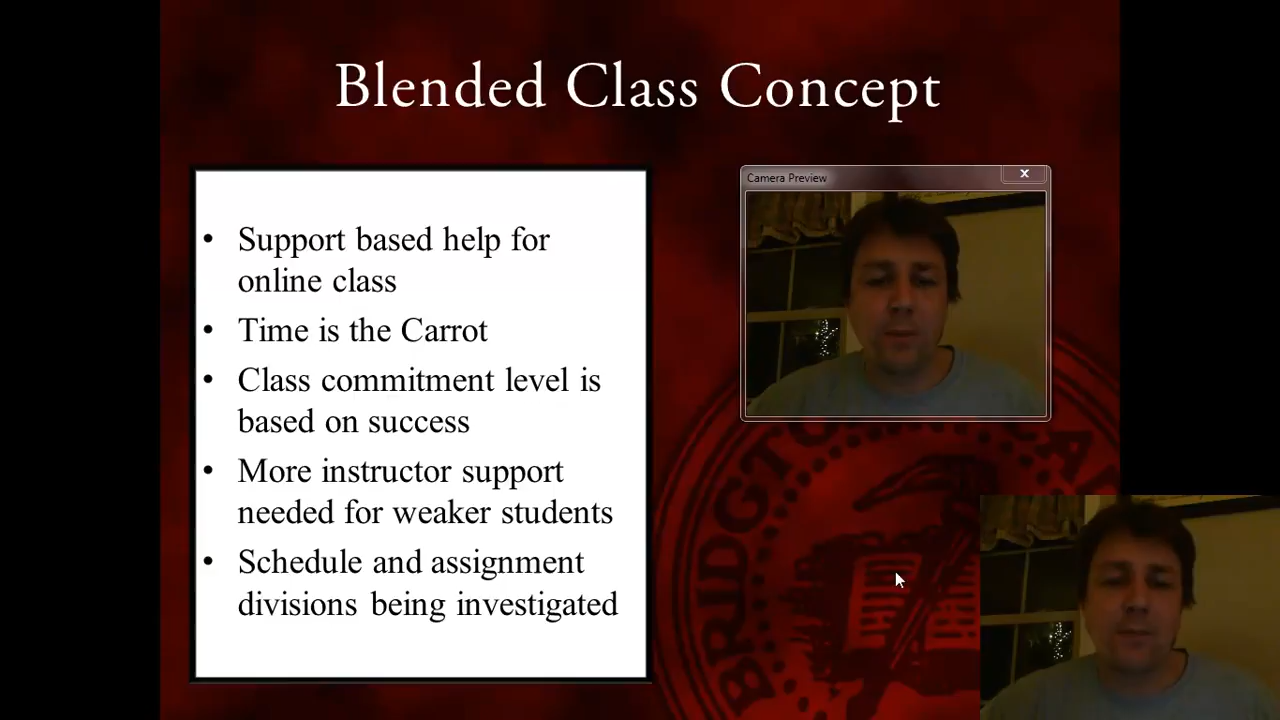 Blended Class Concept
• Support based help for
online class
• Time is the Carrot
• Class commitment level is
based on success
• More instructor support
needed for weaker students
• Schedule and assignment
divisions being investigated
Camera Preview